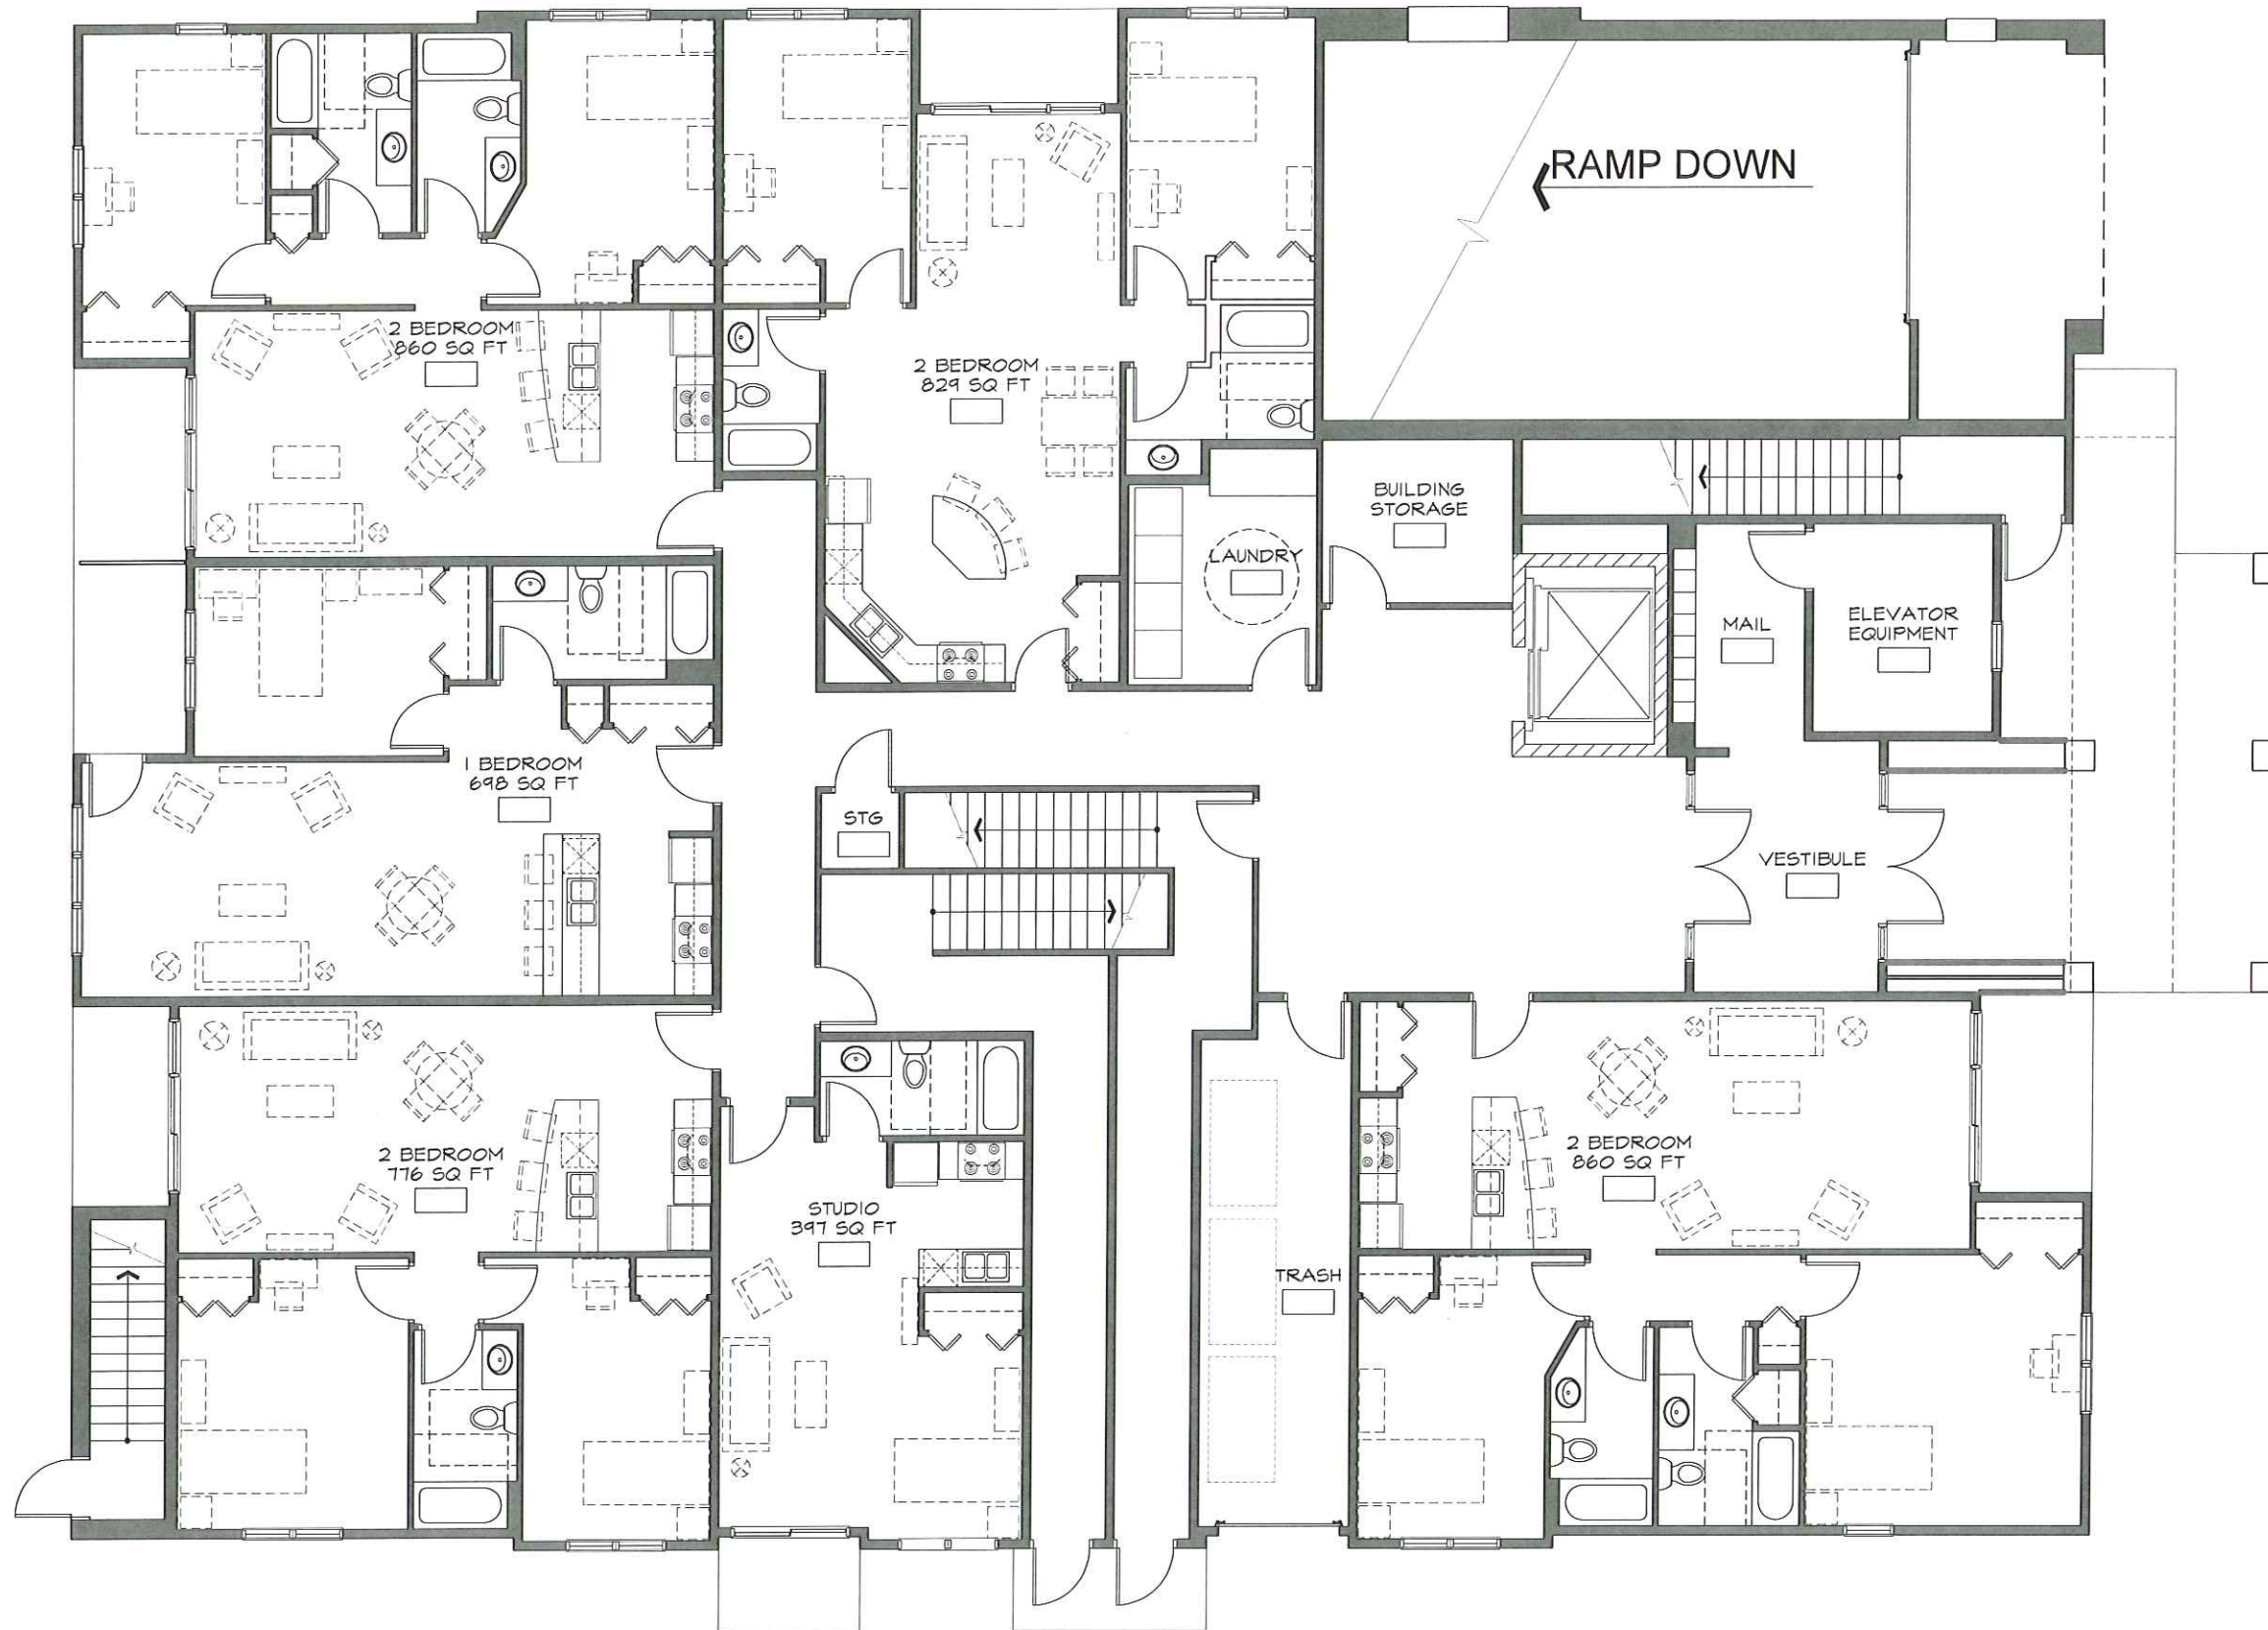 RAMP DOWN
2 BEDROOM
860 SQ FT
2 BEDROOM
829 SQ FT
BUILDING
STORAGE
LAUNDRY
MAIL
ELEVATOR
EQUIPMENT
1 BEDROOM
698 SQ FT
STG
VESTIBULE
2 BEDROOM
776 SQ FT
STUDIO
397 SQ FT
TRASH
2 BEDROOM
860 SQ FT